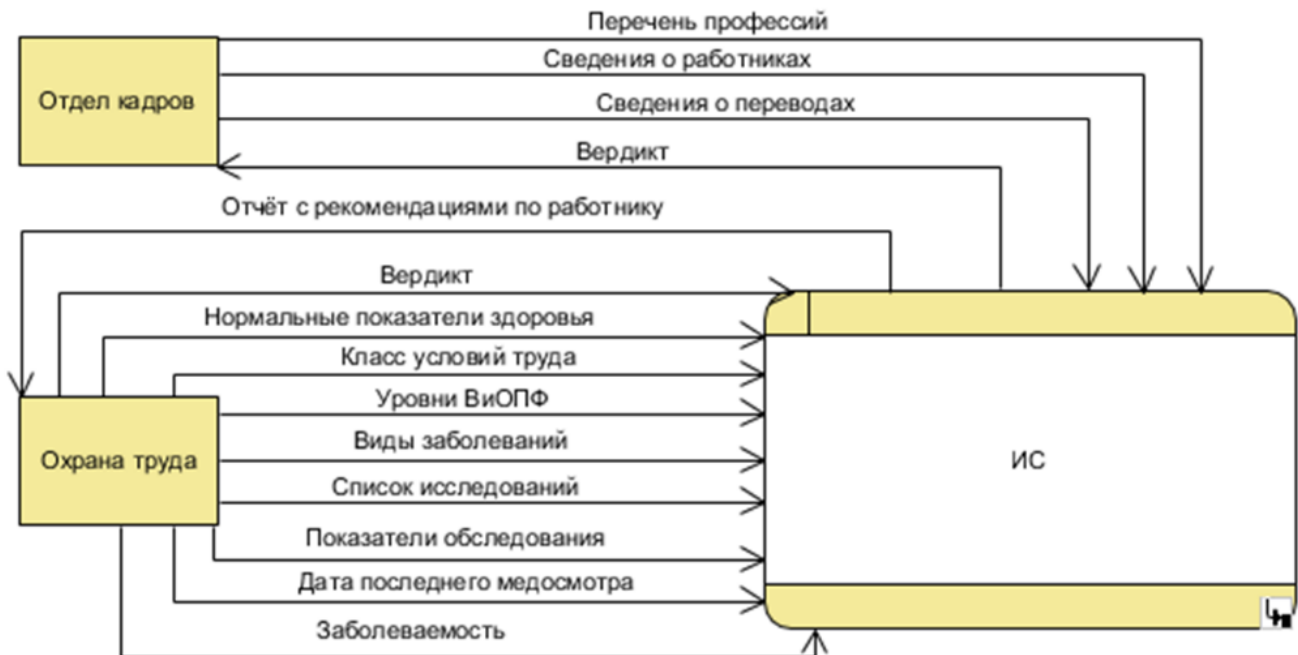 Перечень профессий
Сведения о работниках
Отдел кадров
Сведения о переводах
Вердикт
Отчёт с рекомендациями по работнику
Вердикт
Нормальные показатели здоровья
Класс условий труда
Уровни ВиОПФ
Виды заболеваний
Охрана труда
ИС
Список исследований
Показатели обследования
Дата последнего медосмотра
Заболеваемость